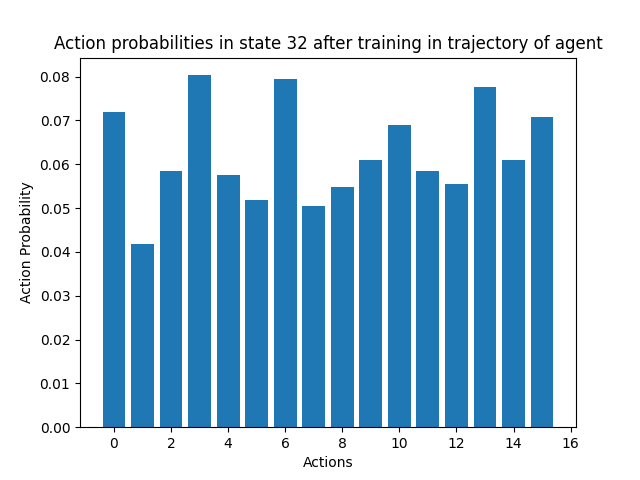 Action probabilities in state 32 after training in trajectory of agent
0.08
0.07
0.06
0.05
0.04
0.03
0.02
0.01
0.00
Action Probability
0 2 4 6 8 10 12 14 16
Actions